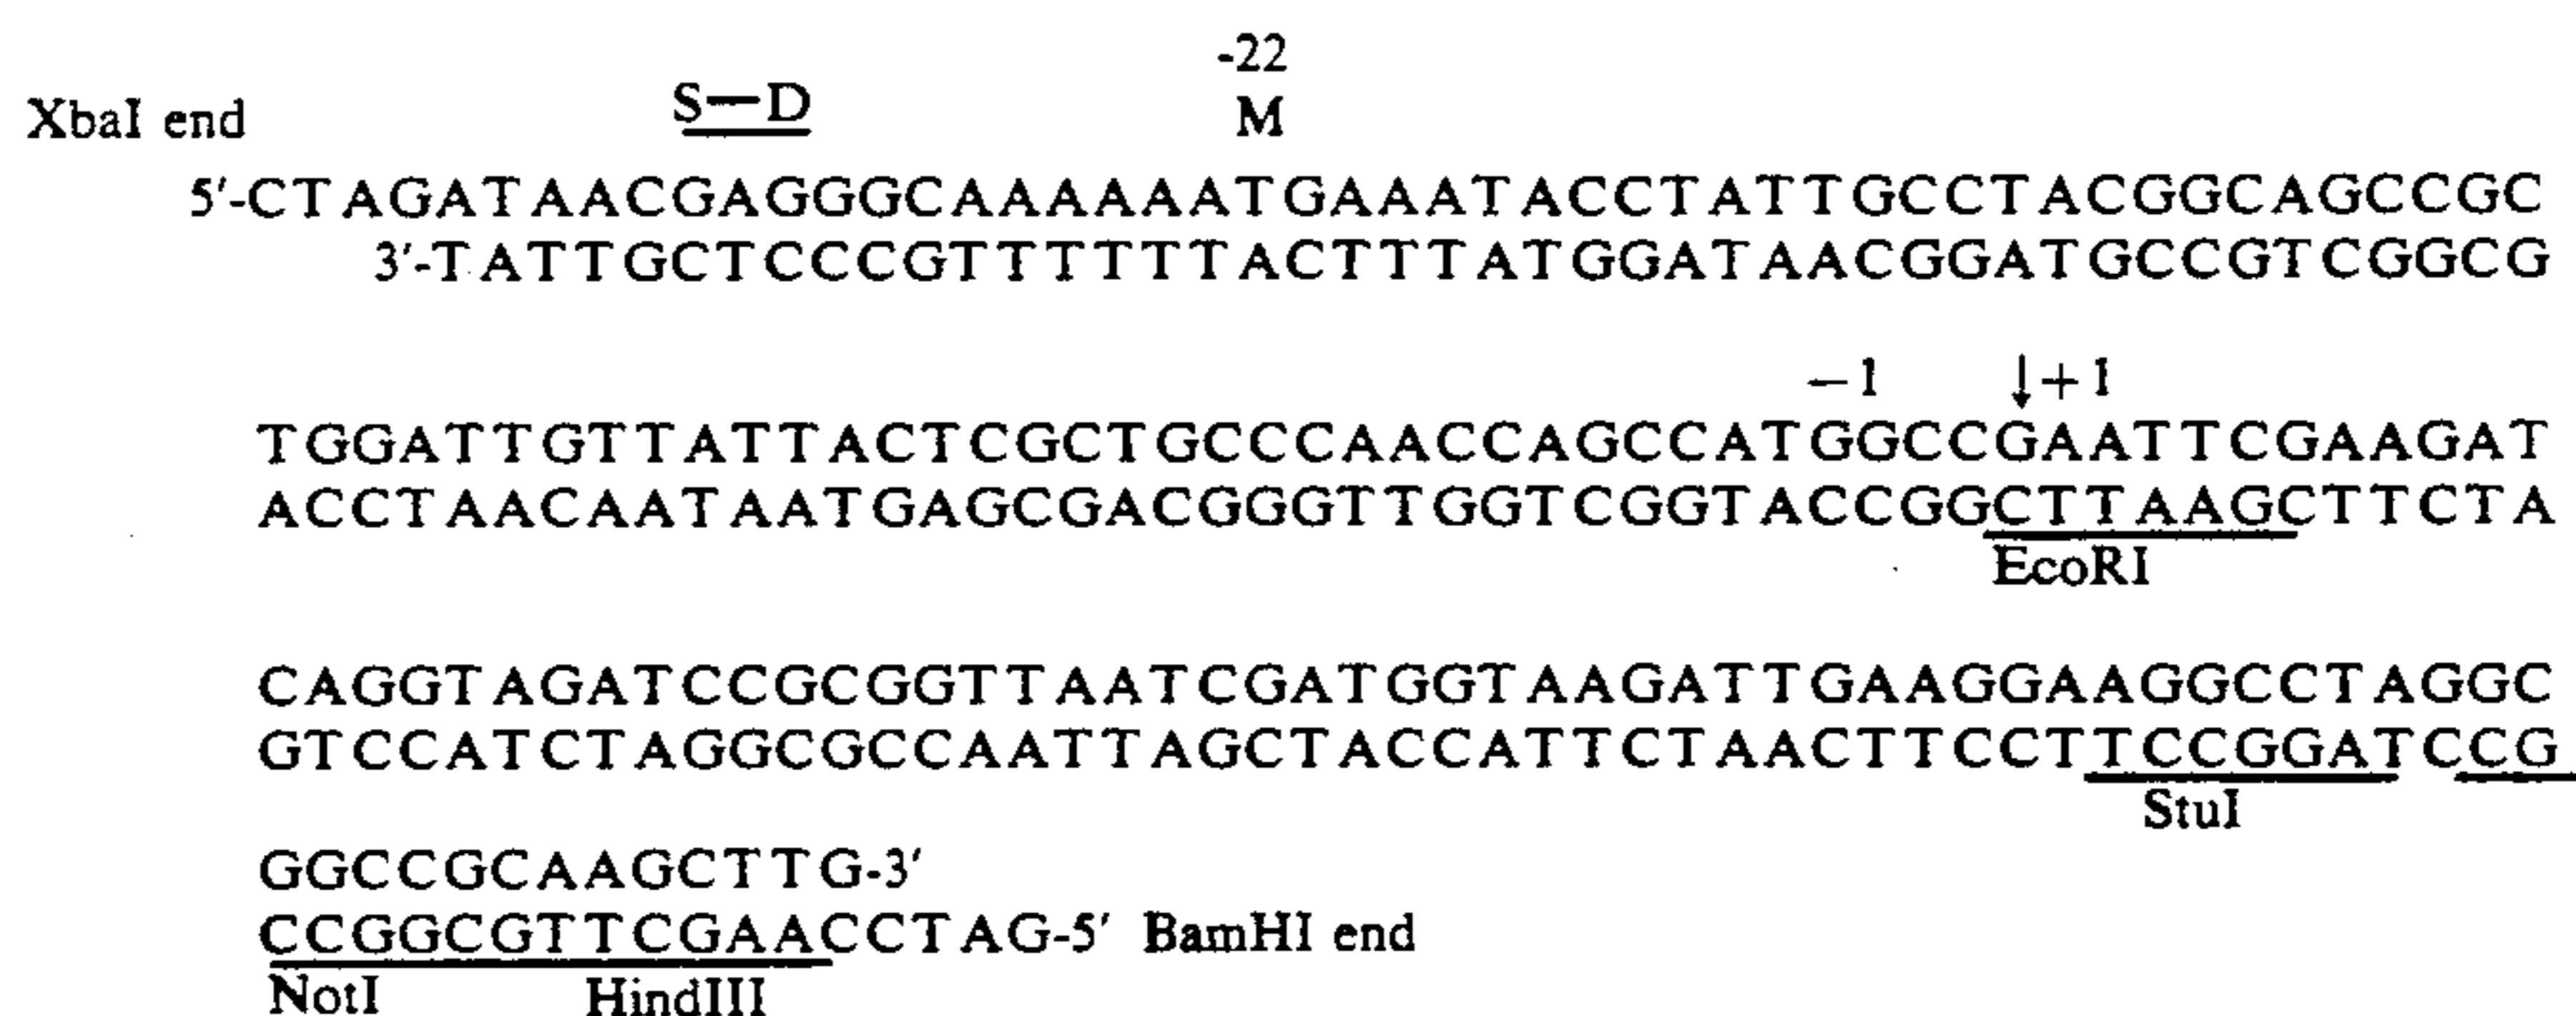 -22
XbaI end S—D M
5′-CTAGATAACGAGGGCAAAAAATGAAATACCTATTGCCTACGGCAGCCGC
3′-TATTGCTCCCGTTTTTTACTTTATGGATAACGGATGCCGTCGGCG
−1 ↓+1
TGGATTGTTATTACTCGCTGCCCAACCAGCCATGGCCGAATTCGAAGAT
ACCTAACAATAATGAGCGACGGGTTGGTCGGTACCGGCTTAAGCTTCTA
EcoRI
CAGGTAGATCCGCGGTTAATCGATGGTAAGATTGAAGGAAGGCCTAGGC
GTCCATCTAGGCGCCAATTAGCTACCATTCTAACTTCCTTCCGGATCCG
StuI
GGCCGCAAGCTTG-3′
CCGGCGTTCGAACCTAG-5′ BamHI end
NotI HindIII